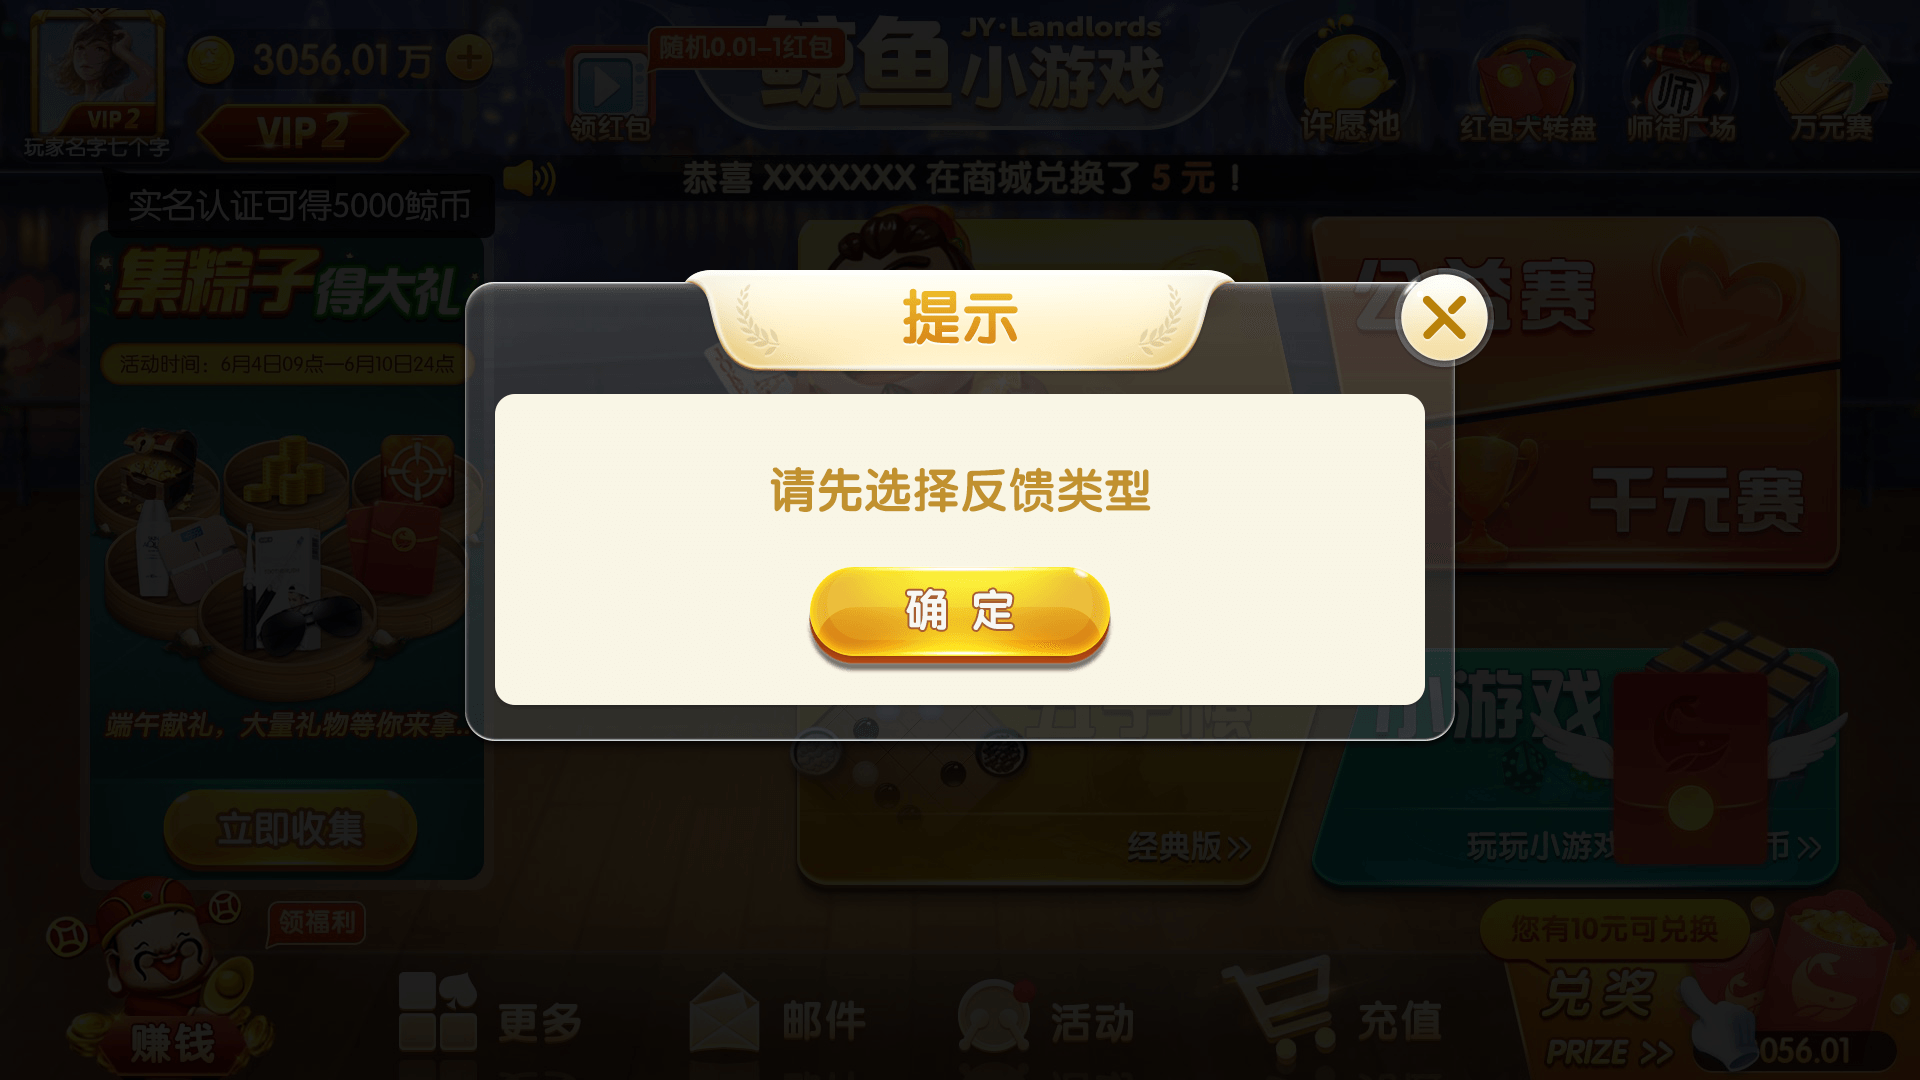 3056.01万
VIP 2
VIP 2
玩家名字七个字
随机0.01-1红包
领红包
鲸鱼
JY·Landlords
小游戏
许愿池
红包大转盘
师
师徒广场
万元赛
恭喜 XXXXXXX 在商城兑换了 5 元！
实名认证可得5000鲸币
集粽子得大礼
活动时间：6月4日09点—6月10日24点
提示
公益赛
请先选择反馈类型
千元赛
确 定
端午献礼，大量礼物等你来拿..
五子棋
小游戏
立即收集
经典版>>
玩玩小游戏
币>>
领福利
您有10元可兑换
赚钱
更多
邮件
活动
充值
兑奖
PRIZE >>
056.01